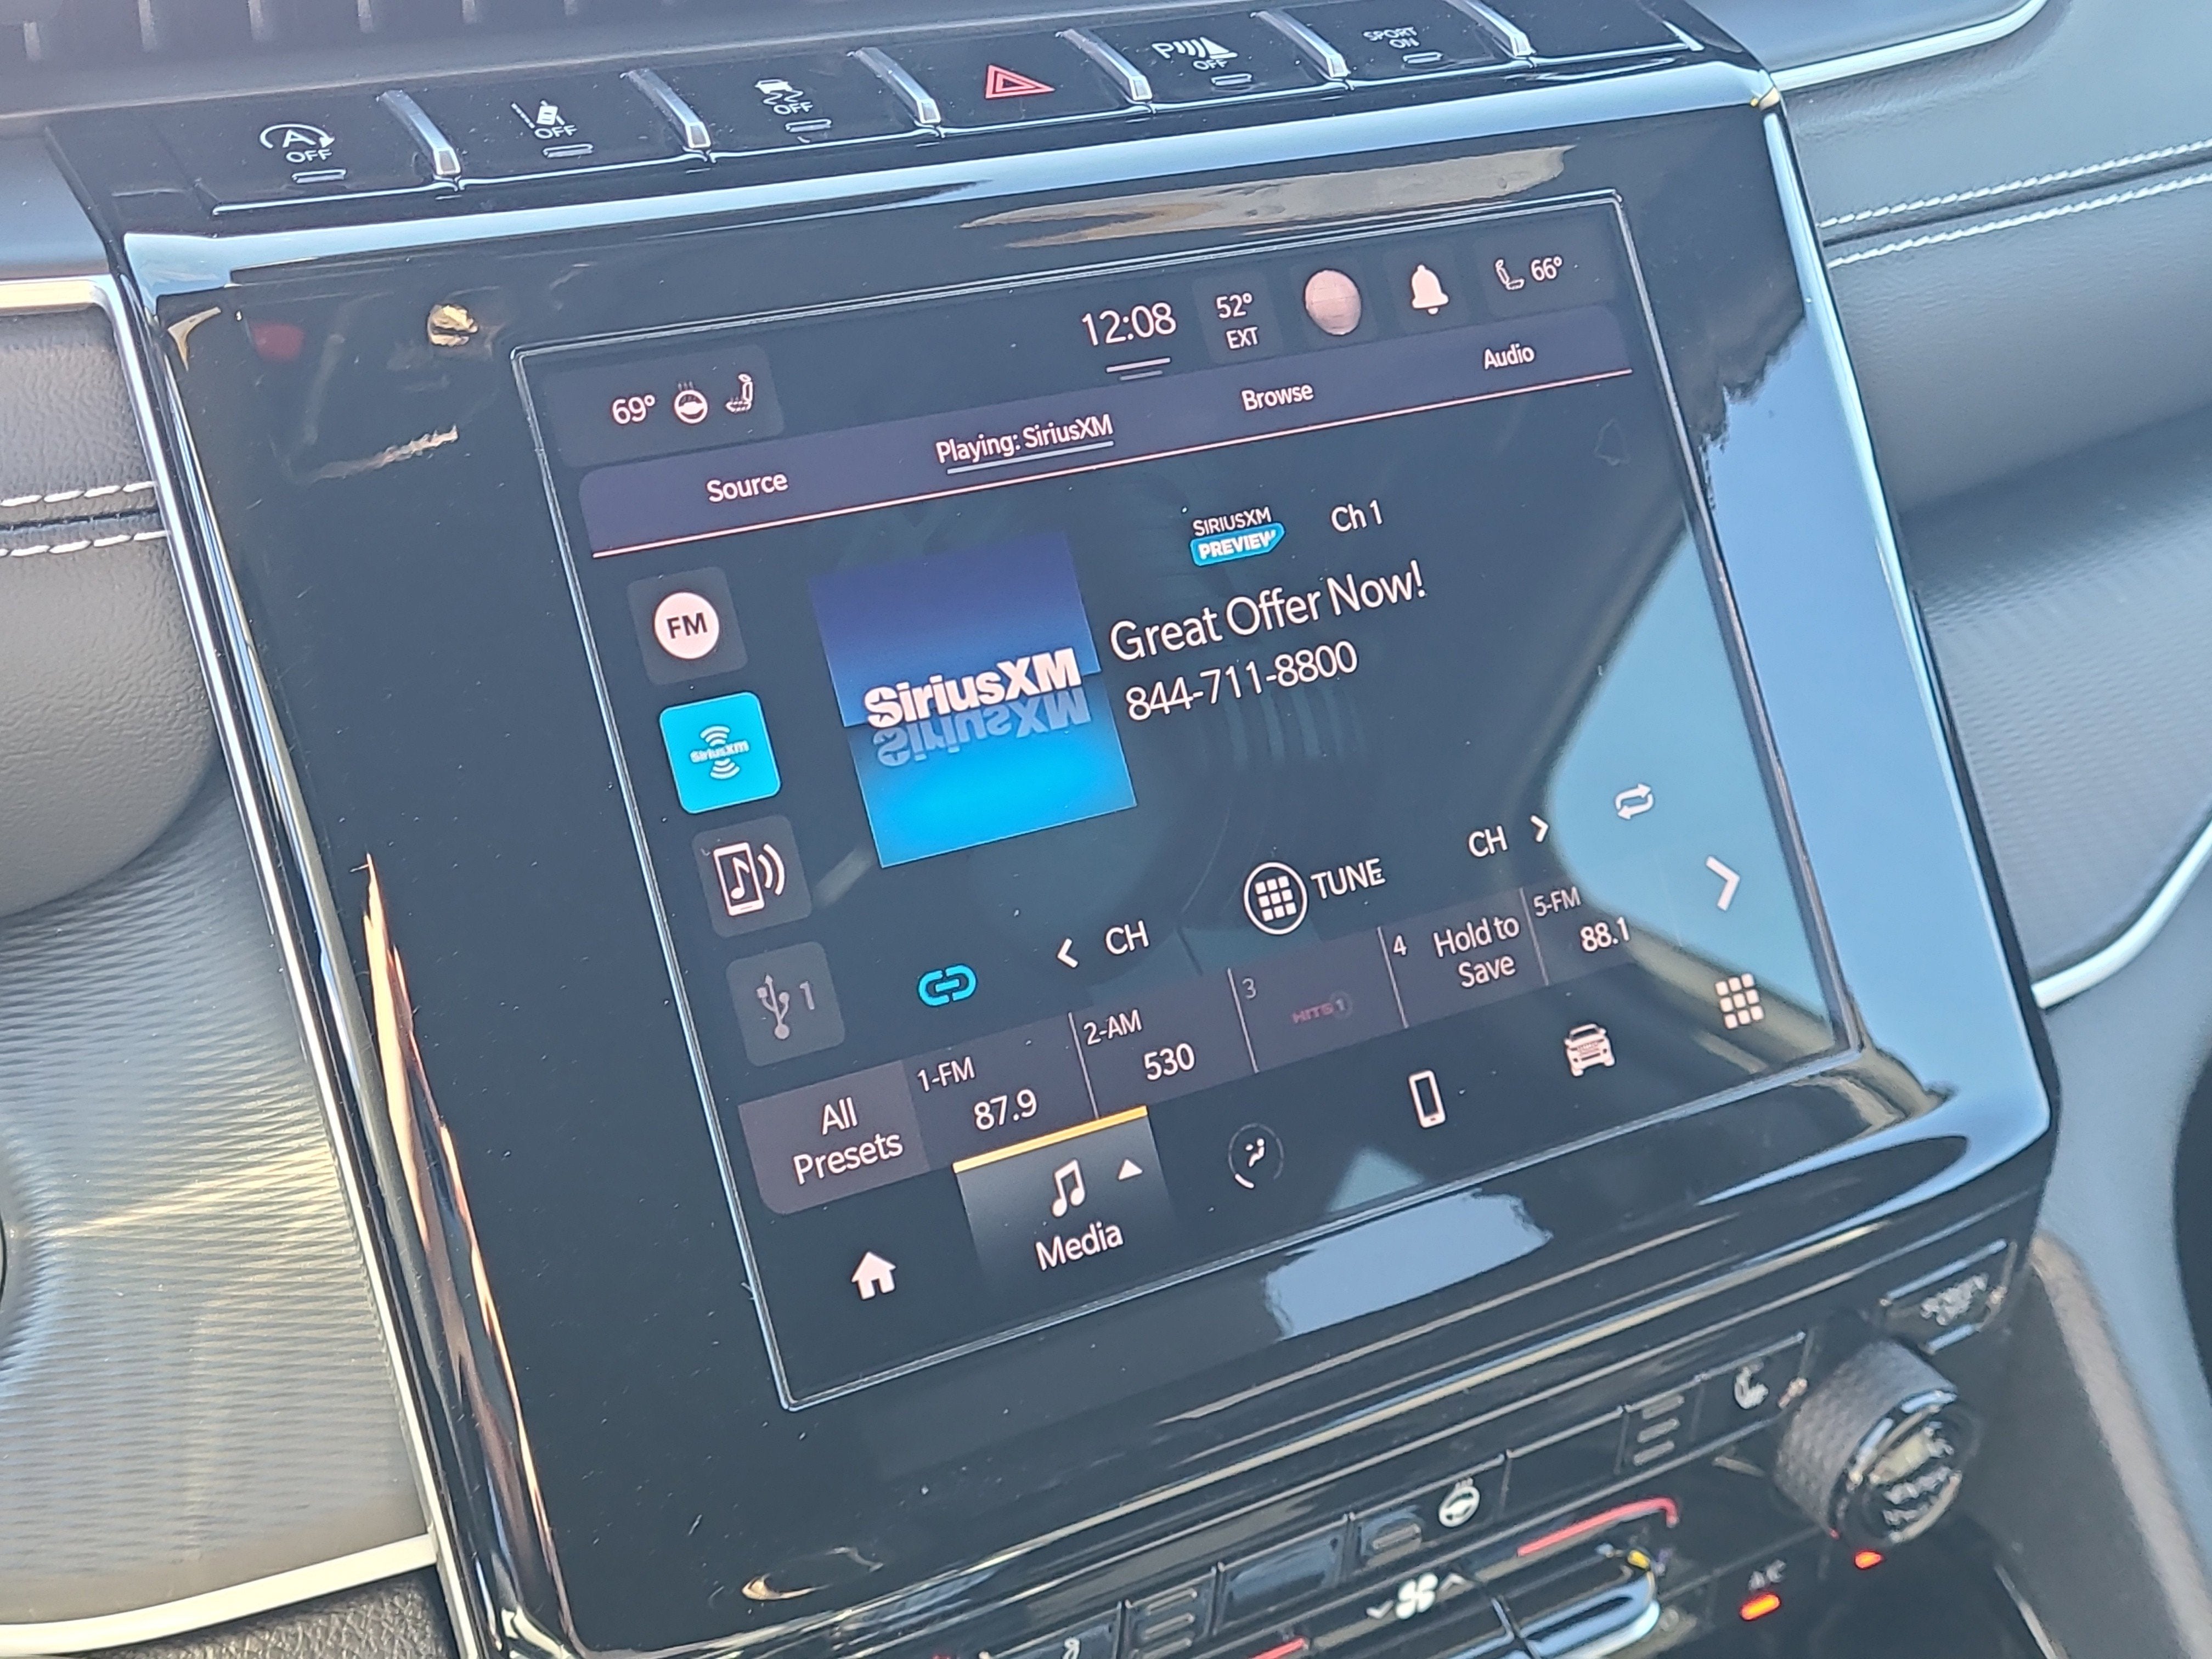 A
OFF
OFF
OFF
P
OFF
SPORT
ON
69°
12:08
52°
EXT
66°
Source
Playing: SiriusXM
Browse
Audio
FM
SiriusXM
1
SiriusXM
SIRIUSXM
PREVIEW
Ch 1
Great Offer Now!
844-711-8800
< CH
TUNE
CH >
All
Presets
1-FM
87.9
2-AM
530
3
HITS 1
4
Hold to
Save
5-FM
88.1
Media
A/C